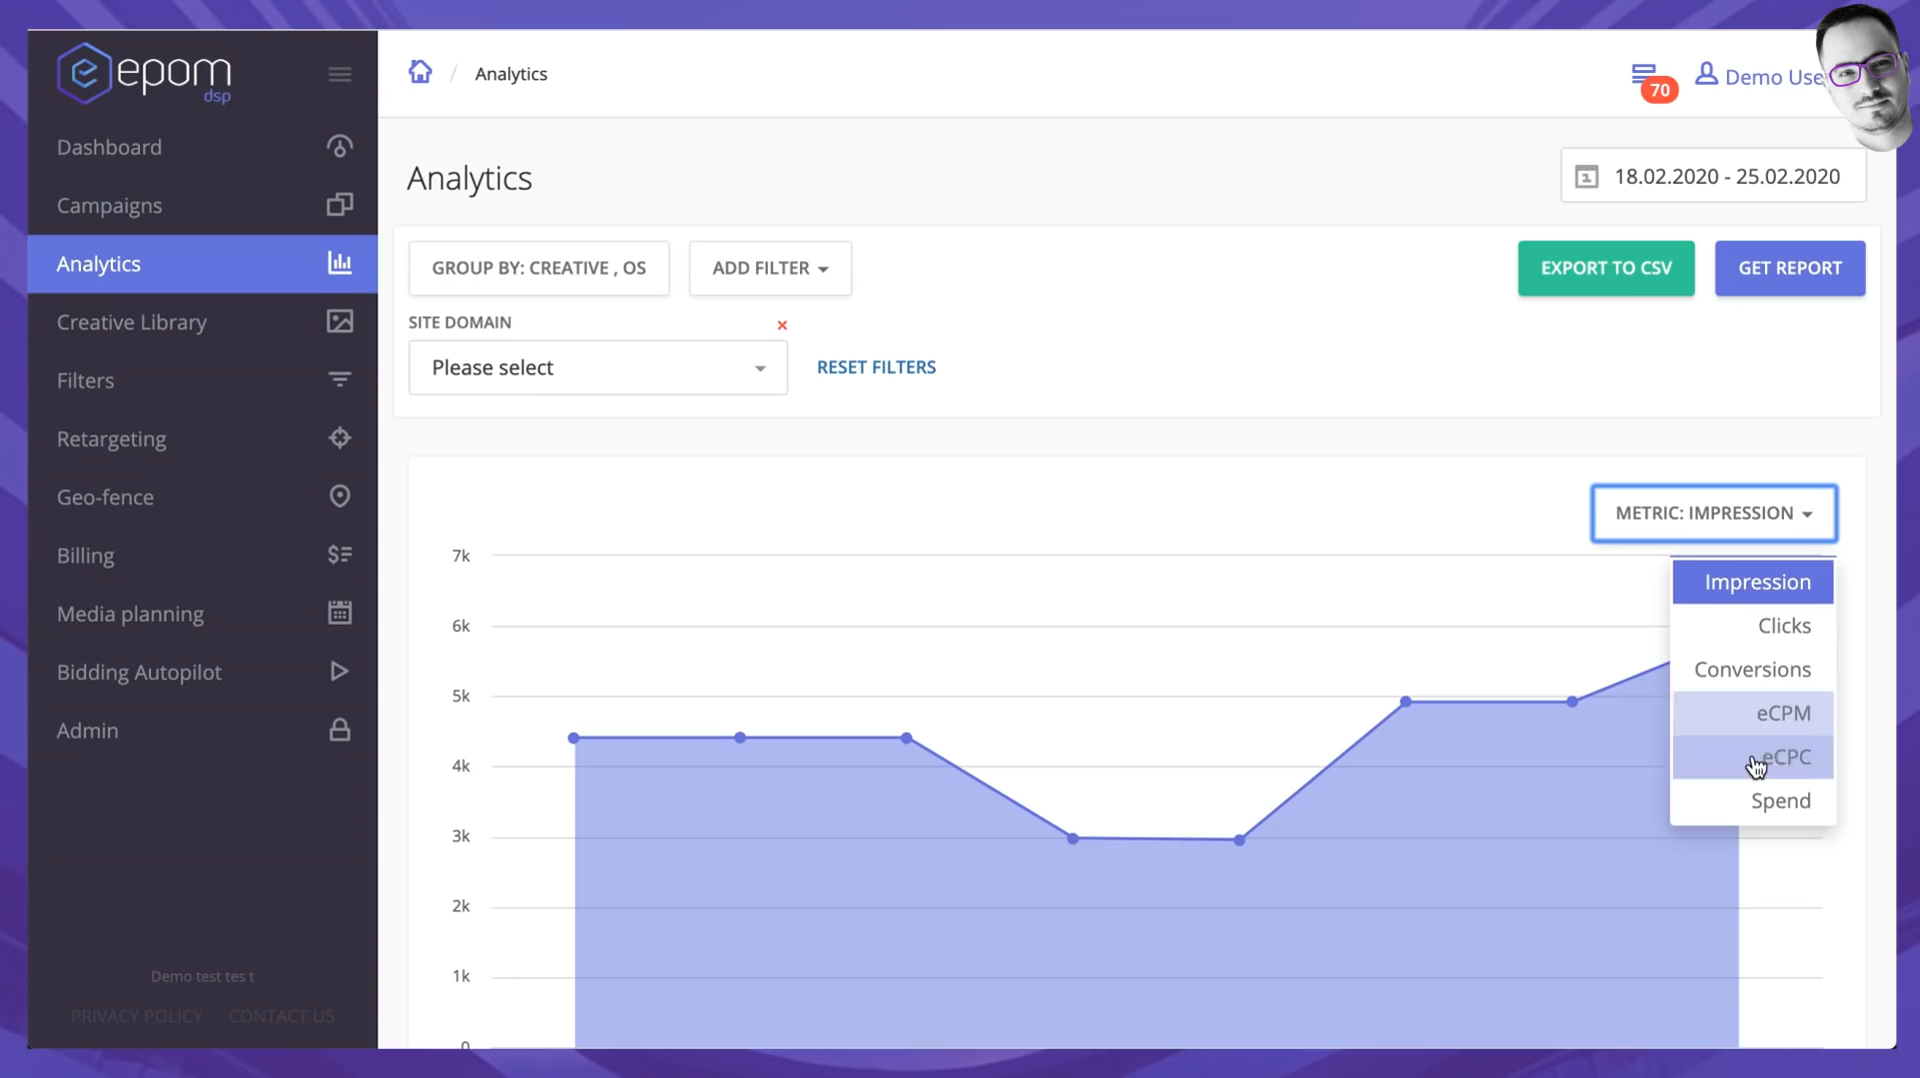 epom
dsp
Analytics
70
Demo Use
Dashboard
Campaigns
Analytics
Creative Library
Filters
Retargeting
Geo-fence
Billing
Media planning
Bidding Autopilot
Admin
Demo test tes t
PRIVACY POLICY CONTACT US
Analytics
1 18.02.2020 - 25.02.2020
GROUP BY: CREATIVE , OS
ADD FILTER
EXPORT TO CSV
GET REPORT
SITE DOMAIN
Please select
RESET FILTERS
METRIC: IMPRESSION
Impression
Clicks
Conversions
eCPM
eCPC
Spend
7k
6k
5k
4k
3k
2k
1k
0